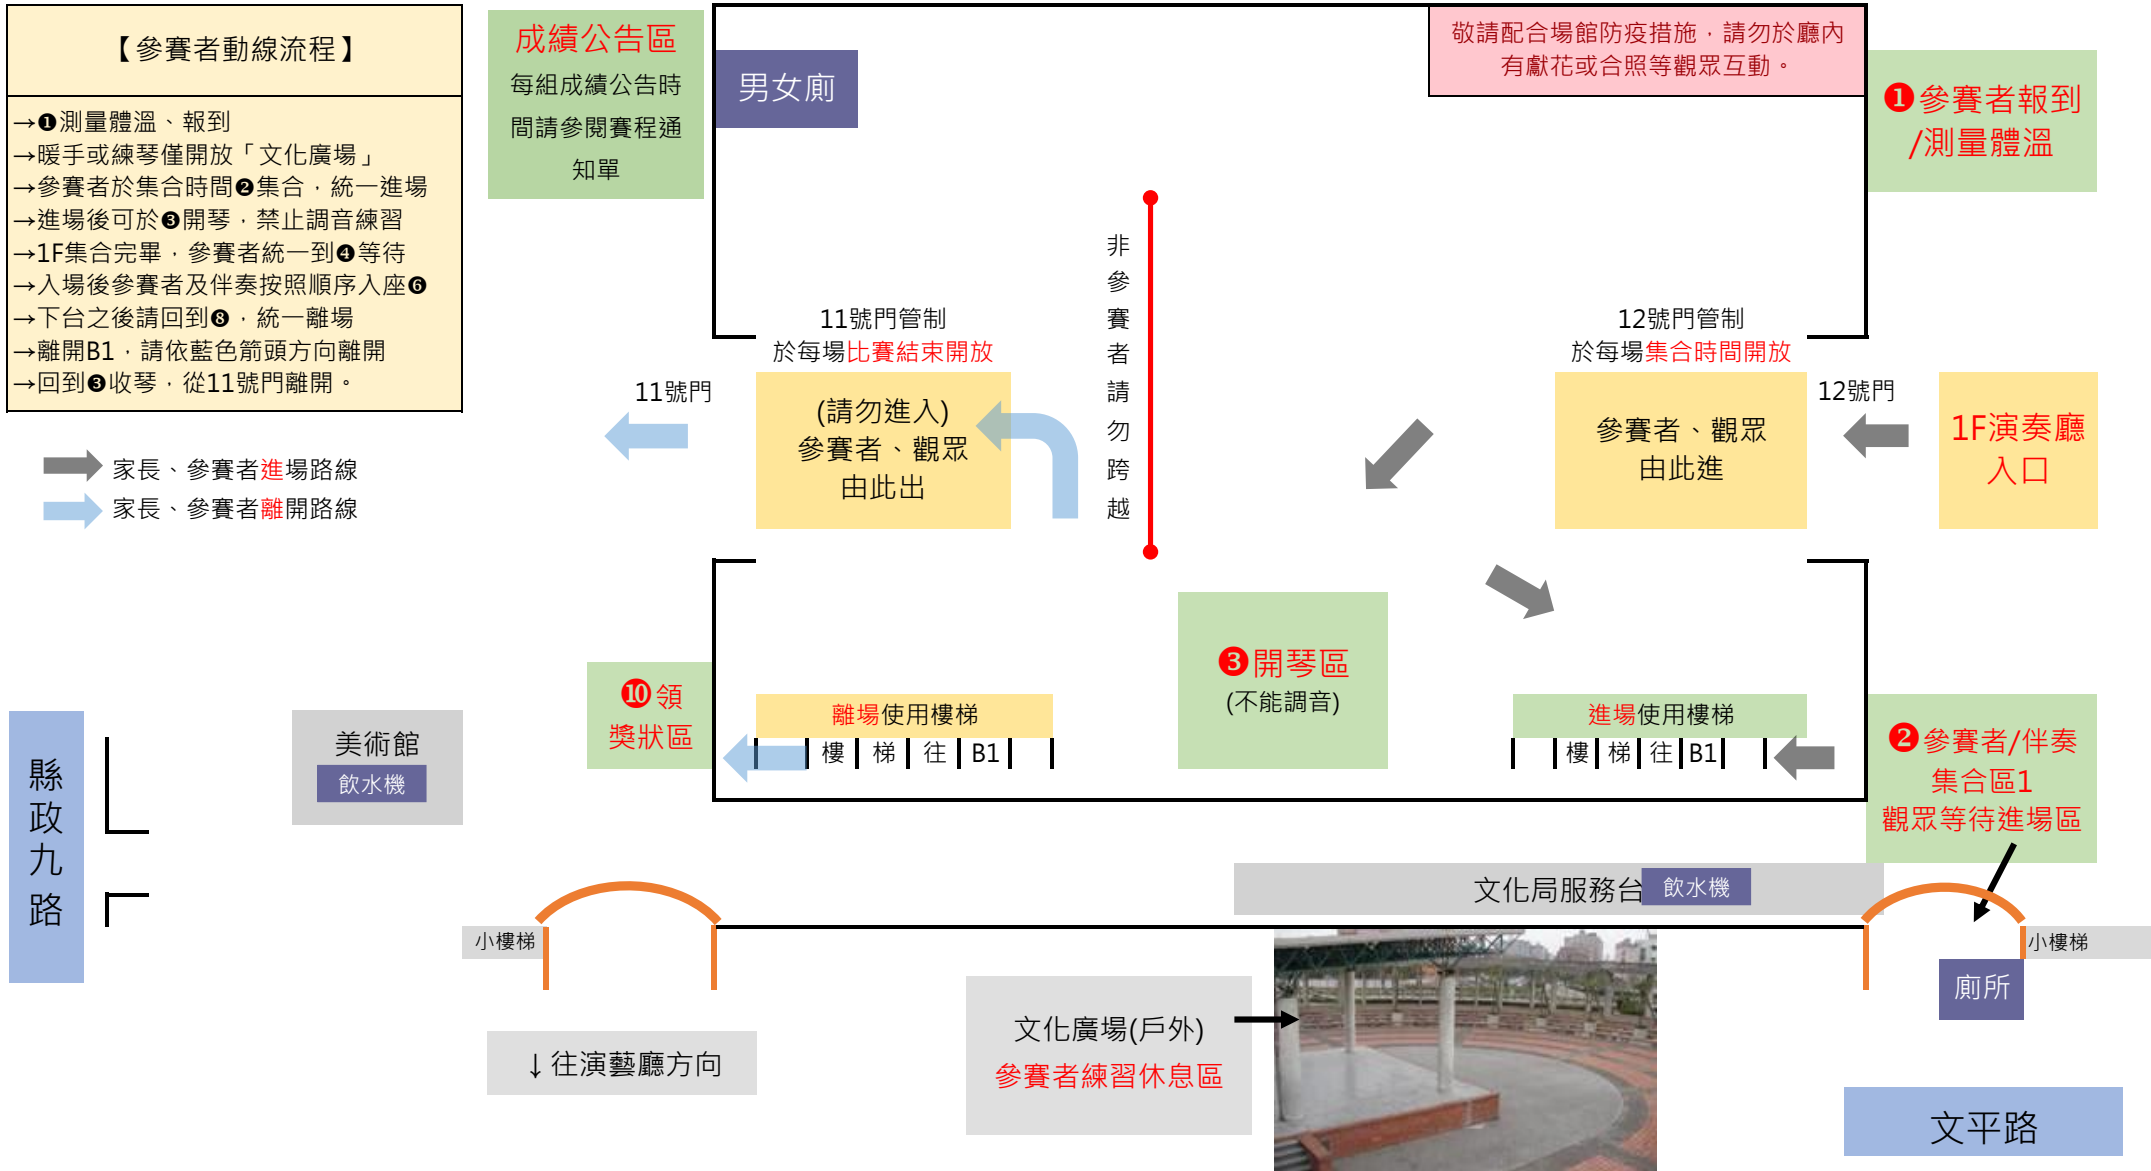 【參賽者動線流程】
→❶測量體溫、報到
→暖手或練琴僅開放「文化廣場」
→參賽者於集合時間❷集合，統一進場
→進場後可於❸開琴，禁止調音練習
→1F集合完畢，參賽者統一到❹等待
→入場後參賽者及伴奏按照順序入座❻
→下台之後請回到❽，統一離場
→離開B1，請依藍色箭頭方向離開
→回到❸收琴，從11號門離開。
家長、參賽者進場路線
家長、參賽者離開路線
成績公告區
每組成績公告時
間請參閱賽程通
知單
男女廁
敬請配合場館防疫措施，請勿於廳內
有獻花或合照等觀眾互動。
❶參賽者報到
/測量體溫
非參賽者請勿跨越
11號門管制
於每場比賽結束開放
12號門管制
於每場集合時間開放
11號門
(請勿進入)
參賽者、觀眾
由此出
參賽者、觀眾
由此進
12號門
1F演奏廳
入口
❿領
獎狀區
離場使用樓梯
樓梯往B1
❸開琴區
(不能調音)
進場使用樓梯
樓梯往B1
❷參賽者/伴奏
集合區1
觀眾等待進場區
縣政九路
美術館
飲水機
文化局服務台
飲水機
小樓梯
小樓梯
廁所
↓往演藝廳方向
文化廣場(戶外)
參賽者練習休息區
文平路